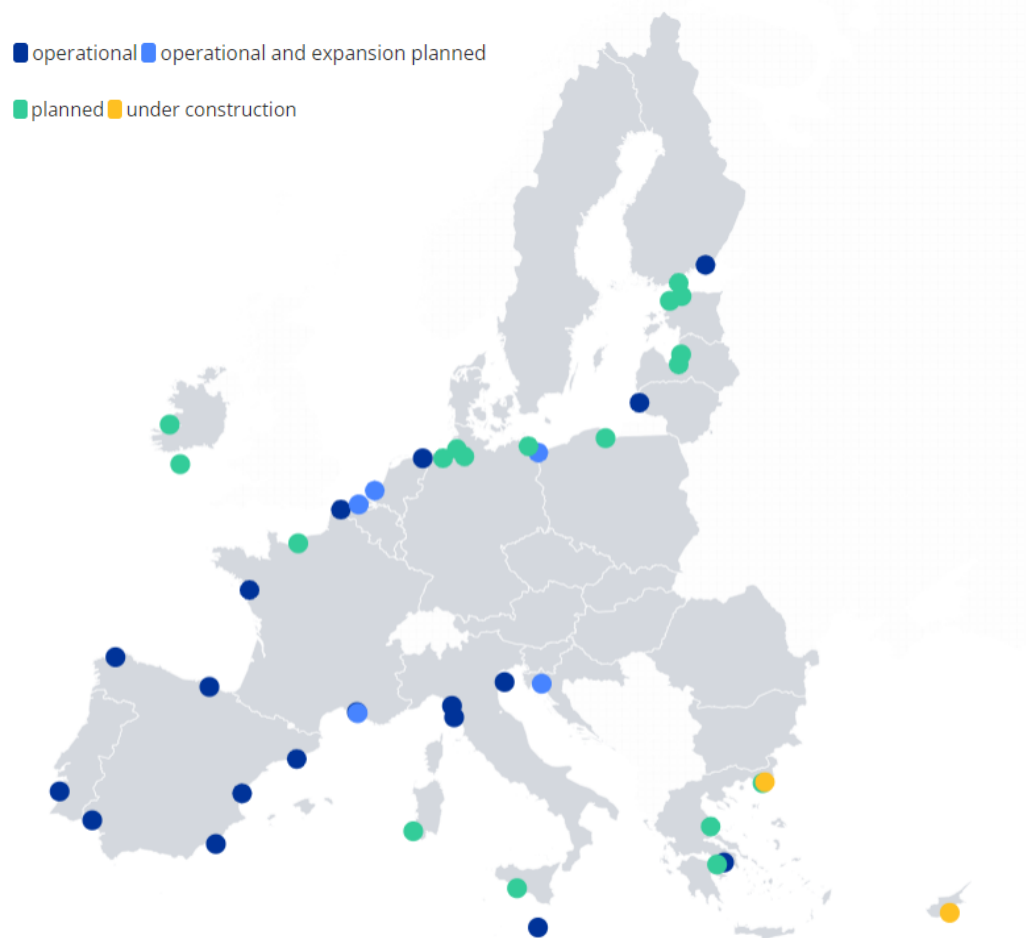 operational operational and expansion planned
planned under construction